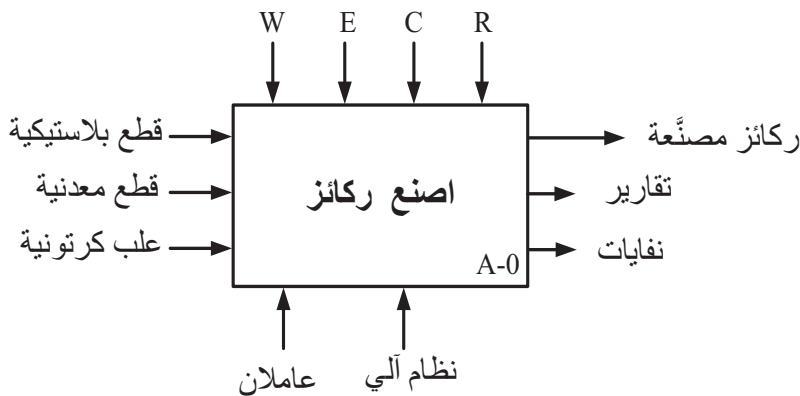 W E C R
قطع بلاستيكية
ركائز مصنَّعة
قطع معدنية
اصنع ركائز
تقارير
علب كرتونية
نفايات
A-0
نظام آلي
عاملان